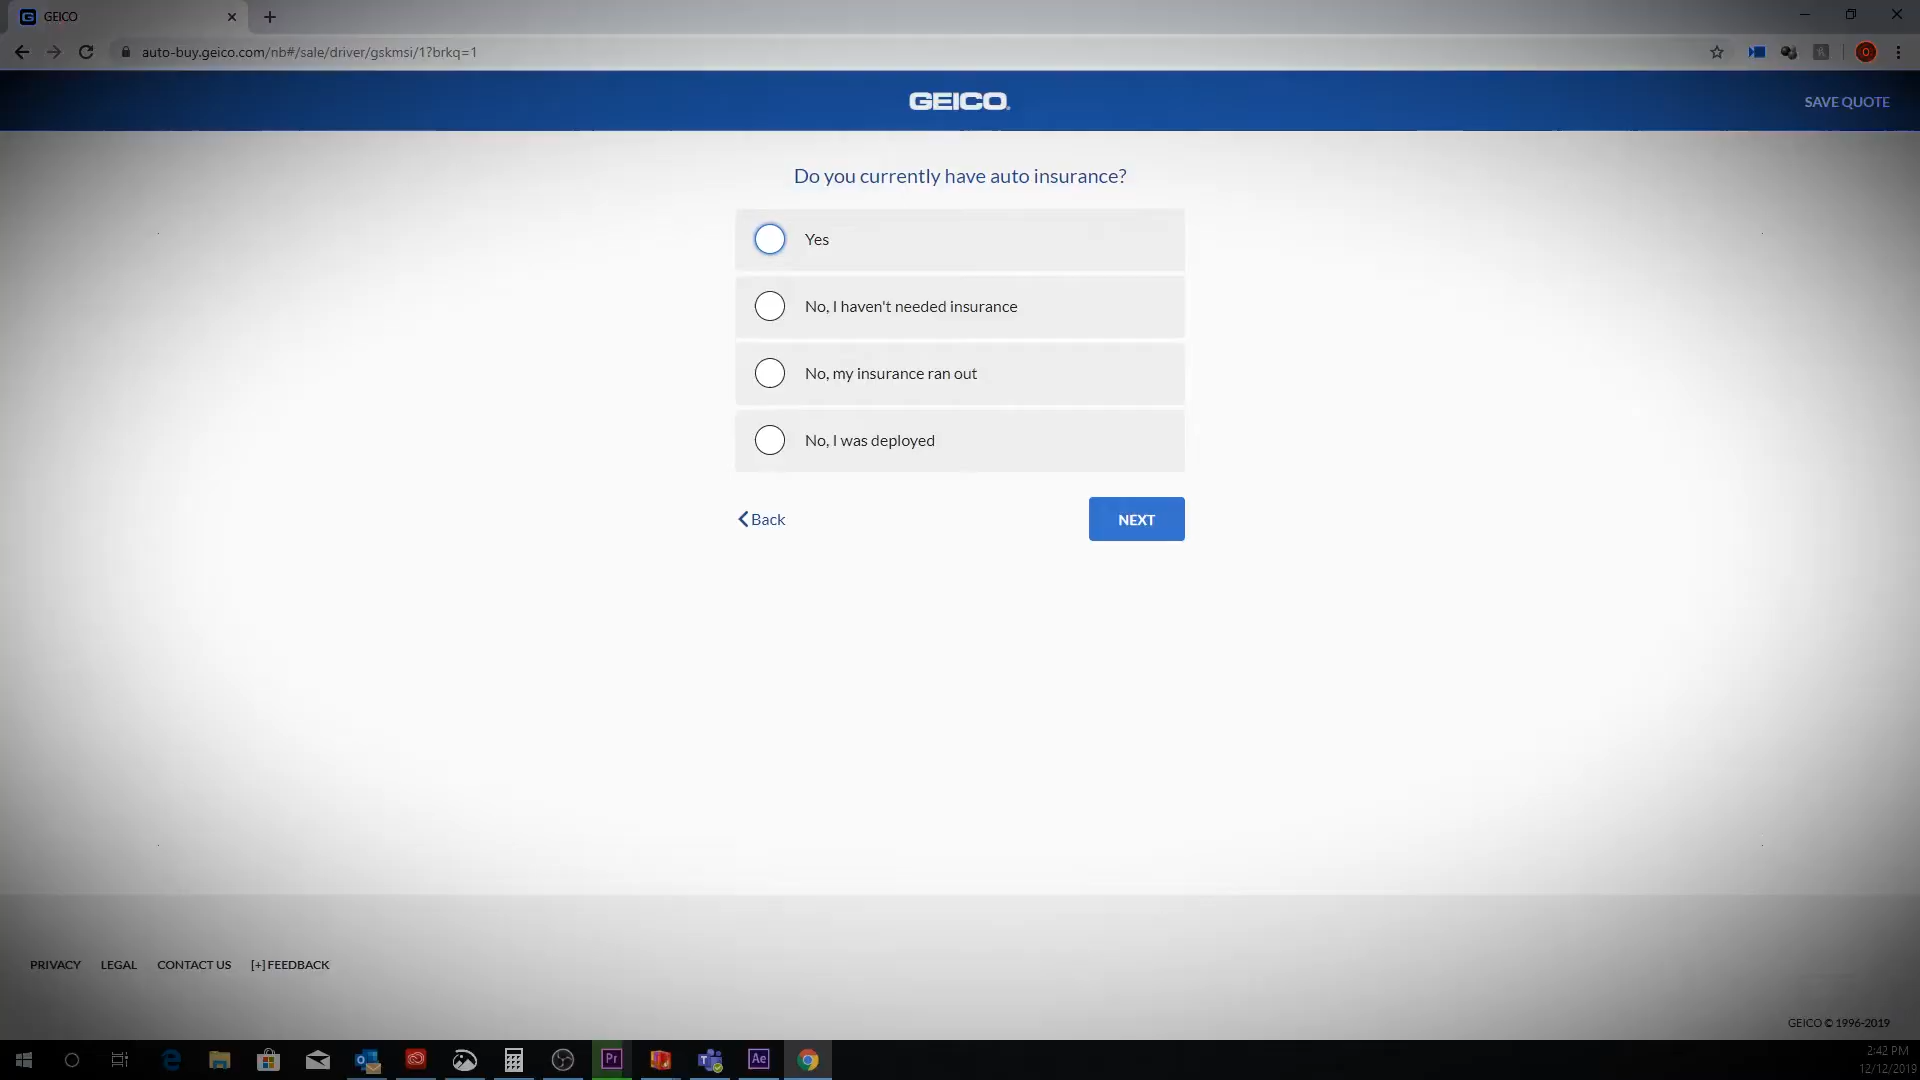 GEICO
auto-buy.geico.com/nb#/sale/driver/gskmsi/1?brkq=1
GEICO
SAVE QUOTE
Do you currently have auto insurance?
Yes
No, I haven't needed insurance
No, my insurance ran out
No, I was deployed
Back
NEXT
PRIVACY LEGAL CONTACT US [+] FEEDBACK
GEICO © 1996-2019
Pr
Ae
2:42 PM
12/12/2019